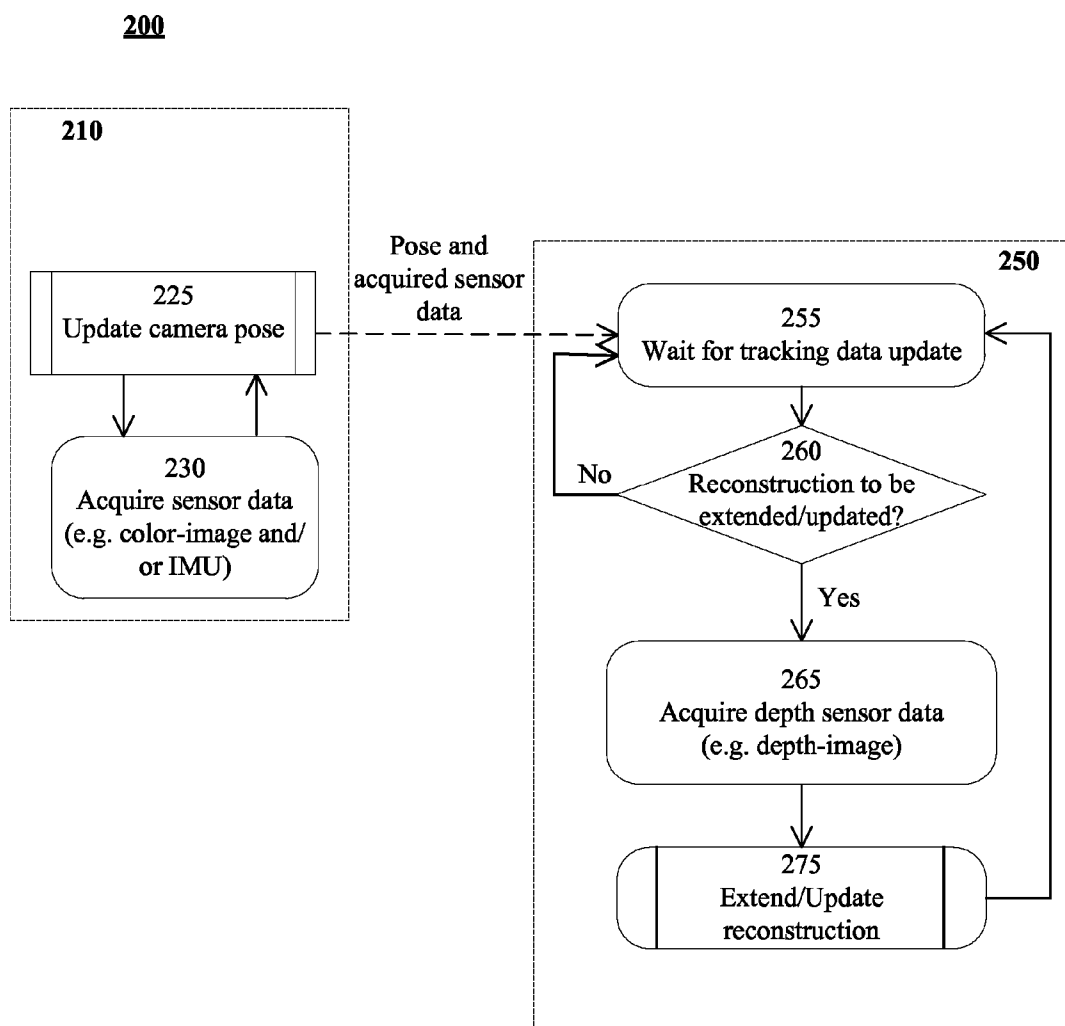 200
210
225
Update camera pose
230
Acquire sensor data
(e.g. color-image and/
or IMU)
Pose and
acquired sensor
data
250
255
Wait for tracking data update
260
Reconstruction to be
extended/updated?
No
Yes
265
Acquire depth sensor data
(e.g. depth-image)
275
Extend/Update
reconstruction